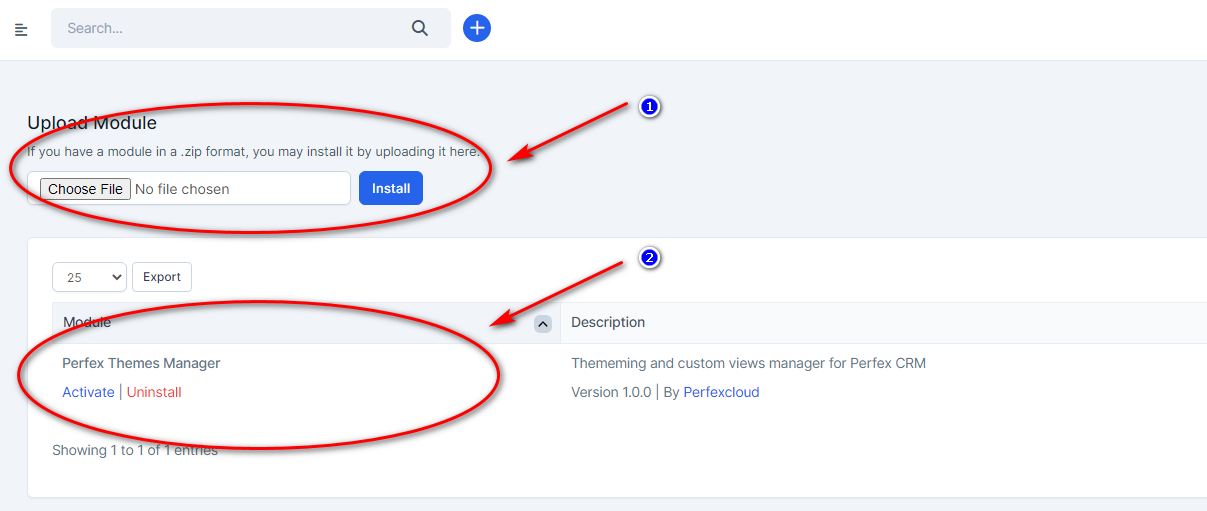 Search...
1
Upload Module
If you have a module in a .zip format, you may install it by uploading it here.
Choose File No file chosen Install
2
25 Export
Module Description
Perfex Themes Manager Thememing and custom views manager for Perfex CRM
Activate | Uninstall Version 1.0.0 | By Perfexcloud
Showing 1 to 1 of 1 entries